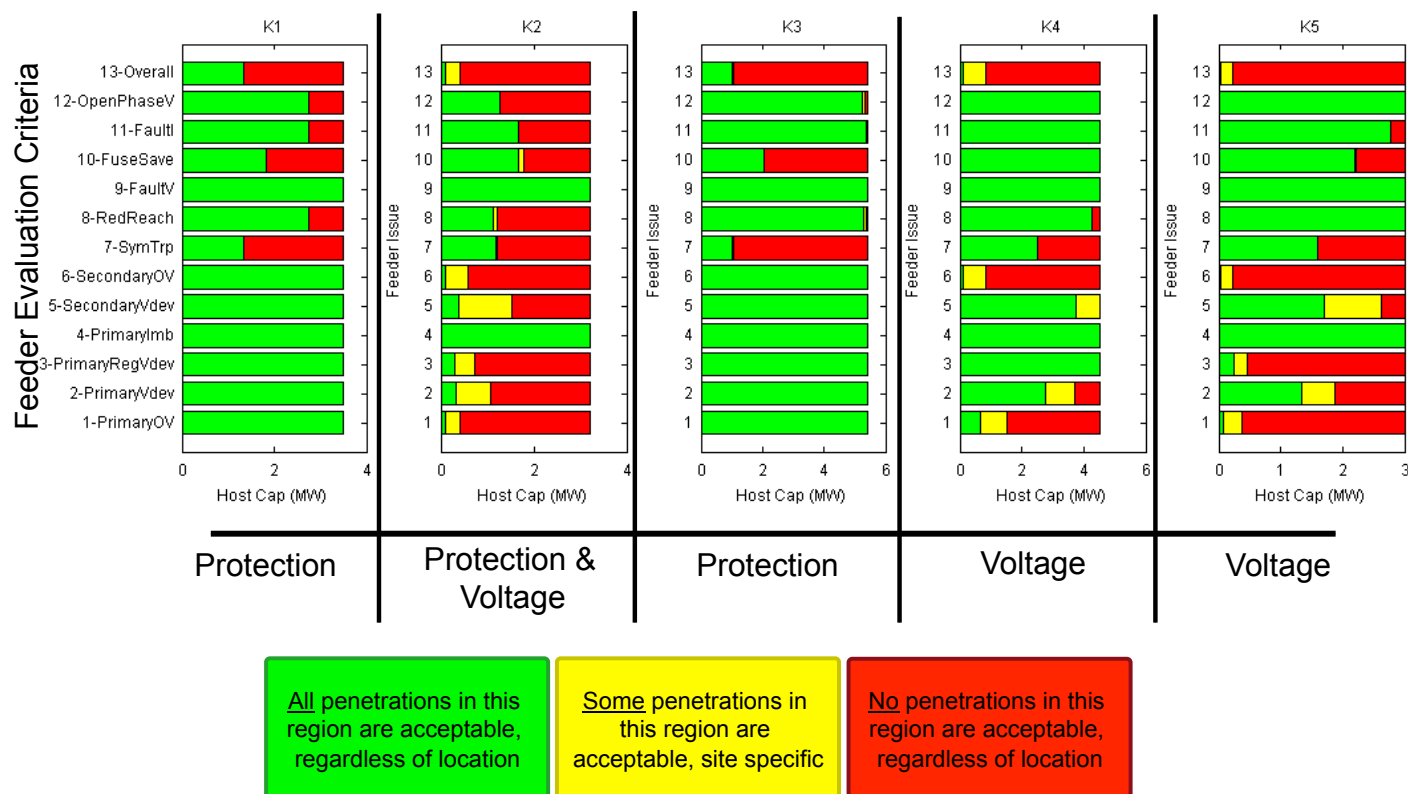 K1
K2
K3
K4
K5
Feeder Evaluation Criteria
13-Overall
12-OpenPhaseV
11-FaultI
10-FuseSave
9-FaultV
8-RedReach
7-SymTrp
6-SecondaryOV
5-SecondaryVdev
4-PrimaryImb
3-PrimaryRegVdev
2-PrimaryVdev
1-PrimaryOV
0 2 4
Host Cap (MW)
Feeder Issue
13
12
11
10
9
8
7
6
5
4
3
2
1
0 2 4
Host Cap (MW)
Feeder Issue
13
12
11
10
9
8
7
6
5
4
3
2
1
0 2 4 6
Host Cap (MW)
Feeder Issue
13
12
11
10
9
8
7
6
5
4
3
2
1
0 2 4 6
Host Cap (MW)
Feeder Issue
13
12
11
10
9
8
7
6
5
4
3
2
1
0 1 2 3
Host Cap (MW)
Protection
Protection &
Voltage
Protection
Voltage
Voltage
All penetrations in this
region are acceptable,
regardless of location
Some penetrations in
this region are
acceptable, site specific
No penetrations in this
region are acceptable,
regardless of location